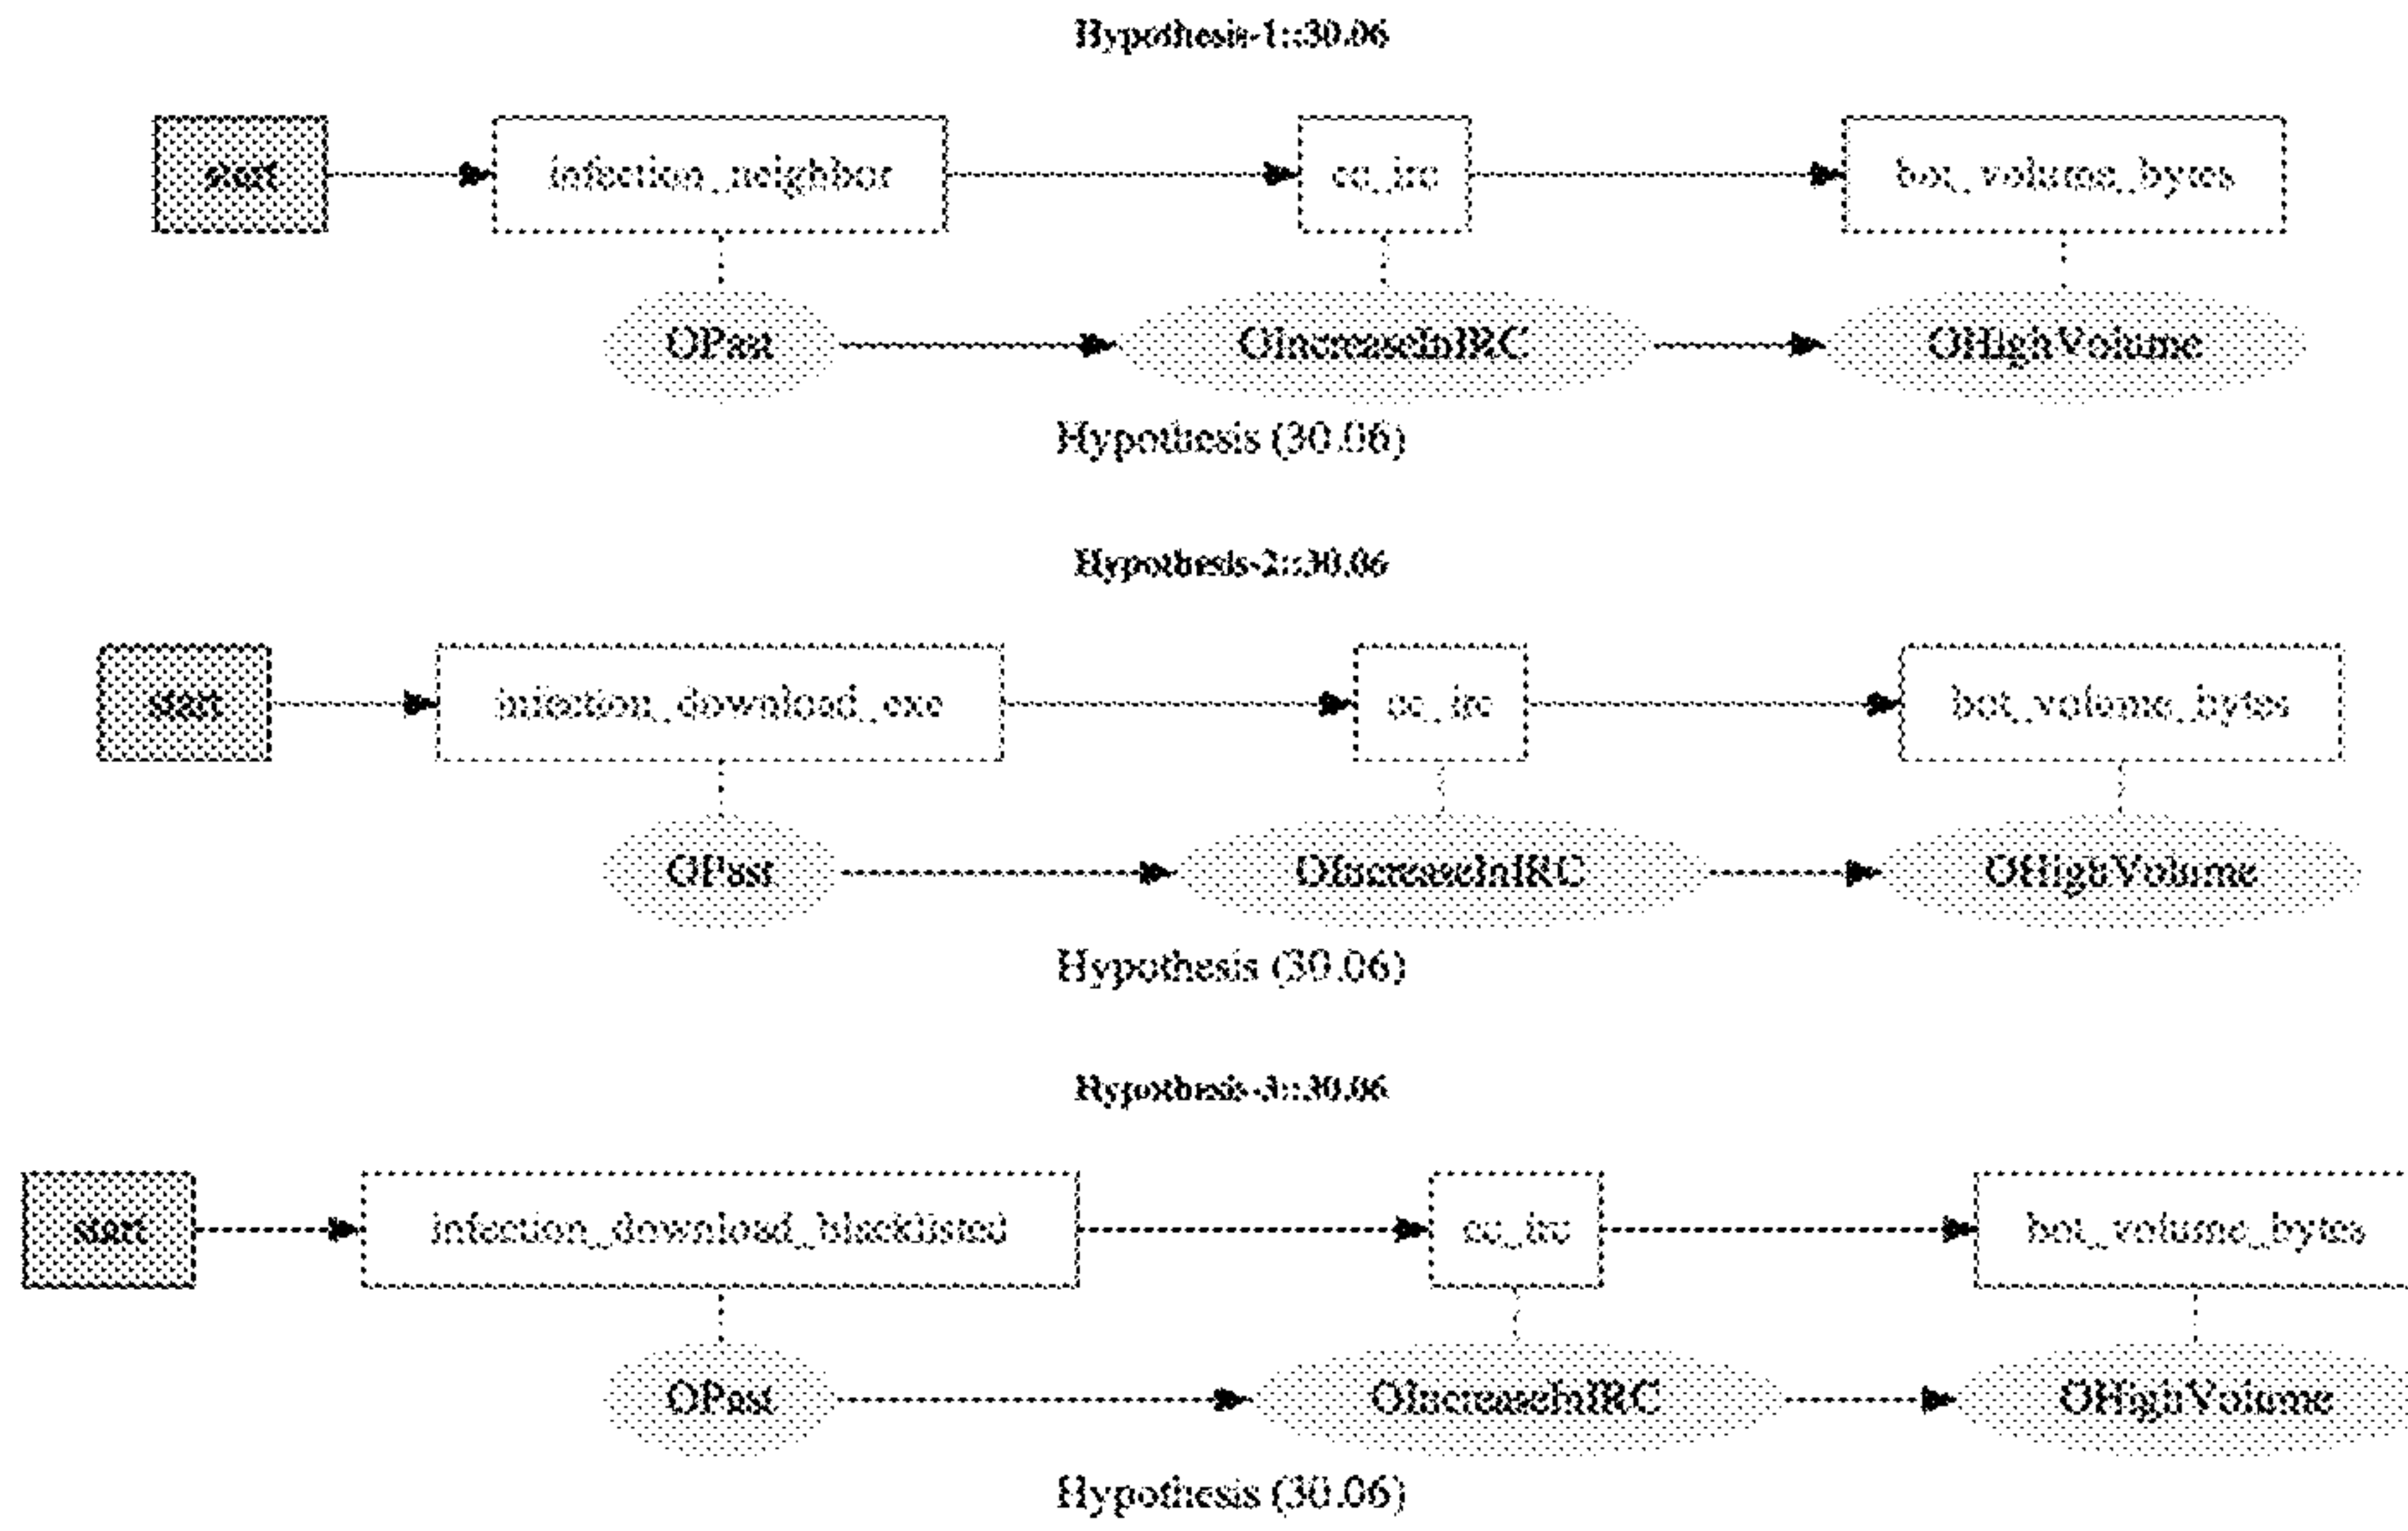 Hypothesis-1::30.06
start infection_neighbor cc_irc bot_volume_bytes
OPast OIncreaseInIRC OHighVolume
Hypothesis (30.06)
Hypothesis-2::30.06
start infection_download_exe cc_irc bot_volume_bytes
OPast OIncreaseInIRC OHighVolume
Hypothesis (30.06)
Hypothesis-3::30.06
start infection_download_blacklisted cc_irc bot_volume_bytes
OPast OIncreaseInIRC OHighVolume
Hypothesis (30.06)